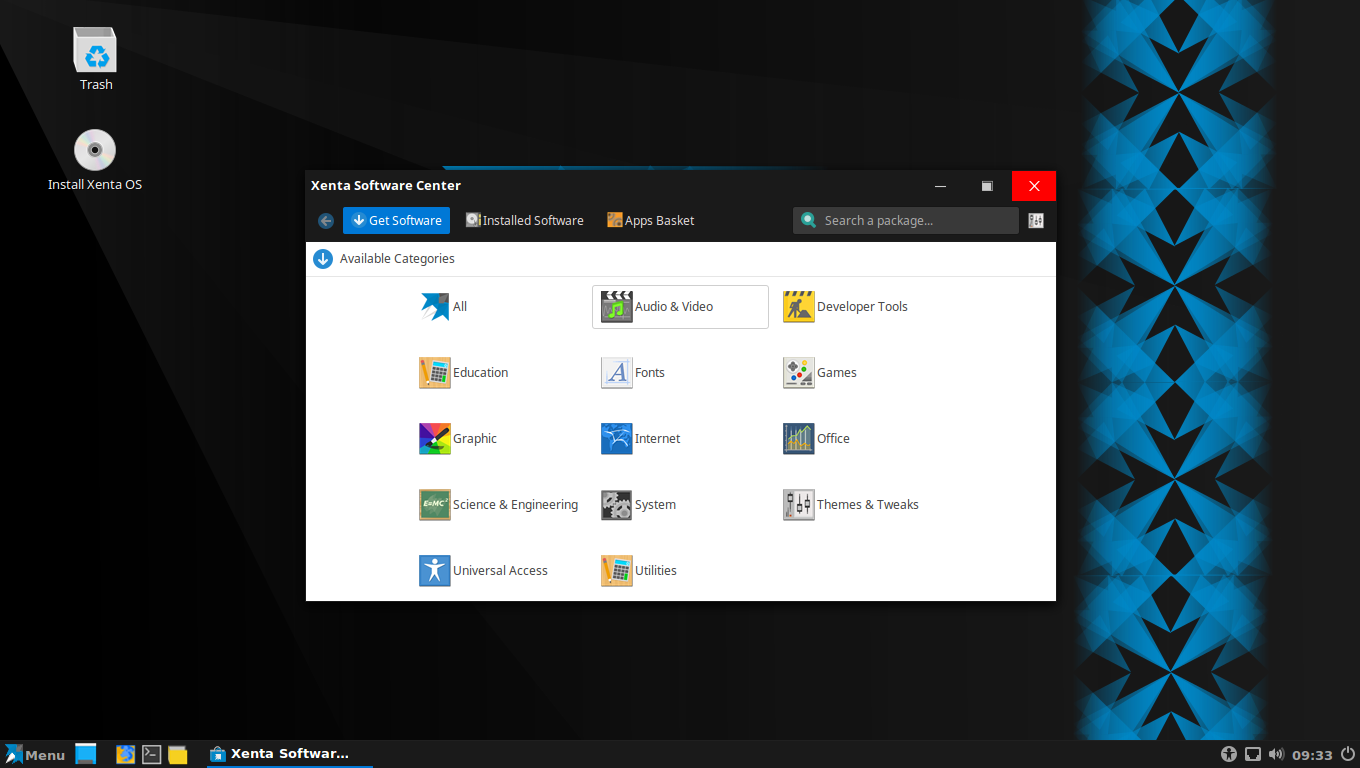 Trash
Install Xenta OS
Xenta Software Center
Get Software
Installed Software
Apps Basket
Search a package...
Available Categories
All
Audio & Video
Developer Tools
Education
Fonts
Games
Graphic
Internet
Office
E=MC²
Science & Engineering
System
Themes & Tweaks
Universal Access
Utilities
Menu
Xenta Softwar...
09:33